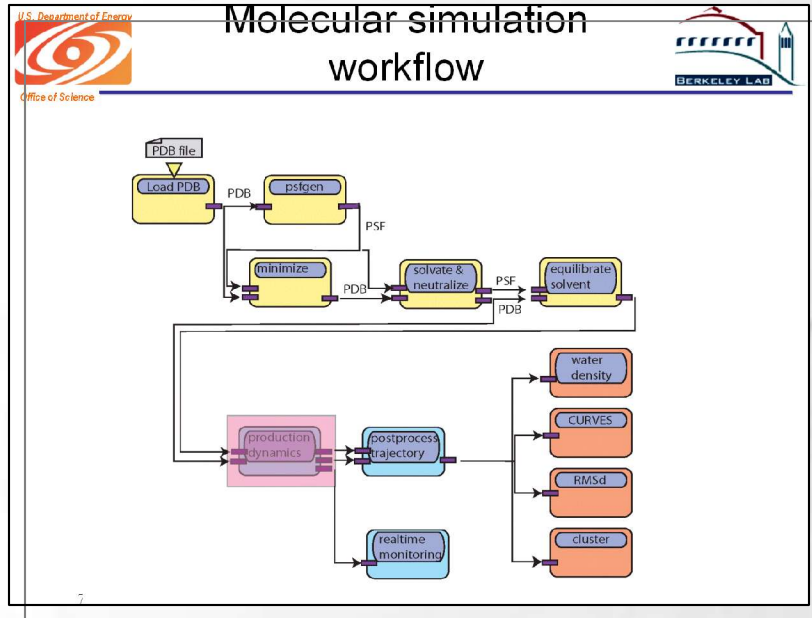 U.S. Department of Energy
Office of Science
Molecular simulation
workflow
BERKELEY LAB
PDB file
Load PDB
PDB
psfgen
PSF
minimize
PDB
solvate &
neutralize
PSF
PDB
equilibrate
solvent
production
dynamics
postprocess
trajectory
realtime
monitoring
water
density
CURVES
RMSd
cluster
7